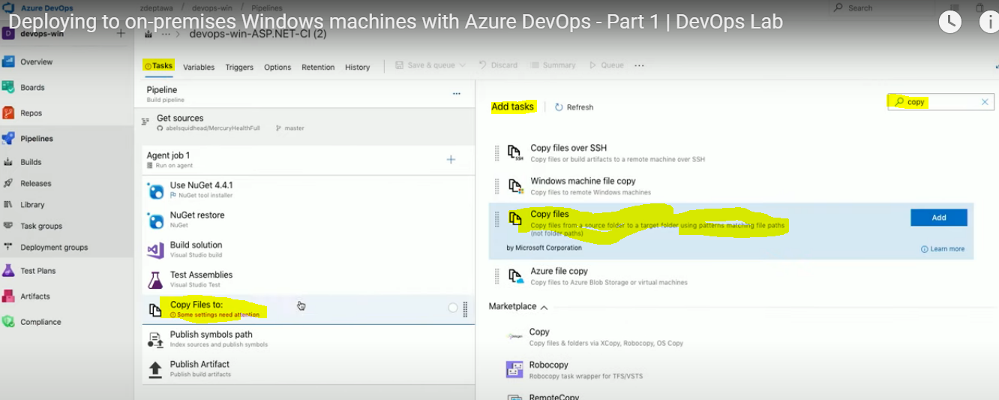 Azure DevOps
zdeptawa / devops-win / Pipelines
Search
Deploying to on-premises Windows machines with Azure DevOps - Part 1 | DevOps Lab
D devops-win +
... > devops-win-ASP.NET-CI (2)
Overview
Boards
Repos
Pipelines
Builds
Releases
Library
Task groups
Deployment groups
Test Plans
Artifacts
Compliance
Tasks Variables Triggers Options Retention History
Save & queue Discard Summary Queue ...
Pipeline ...
Build pipeline
Get sources
abelsquidhead/MercuryHealthFull master
Agent job 1 +
Run on agent
Use NuGet 4.4.1
NuGet tool installer
NuGet restore
NuGet
Build solution
Visual Studio build
Test Assemblies
Visual Studio Test
Copy Files to:
Some settings need attention
Publish symbols path
Index sources and publish symbols
Publish Artifact
Publish build artifacts
Add tasks Refresh
copy
Copy files over SSH
Copy files or build artifacts to a remote machine over SSH
Windows machine file copy
Copy files to remote Windows machines
Copy files
Copy files from a source folder to a target folder using patterns matching file paths
(not folder paths)
Add
by Microsoft Corporation
Learn more
Azure file copy
Copy files to Azure Blob Storage or virtual machines
Marketplace
Copy
Copy files & folders via XCopy, Robocopy, OS Copy
Robocopy
Robocopy task wrapper for TFS/VSTS
RemoteCopy